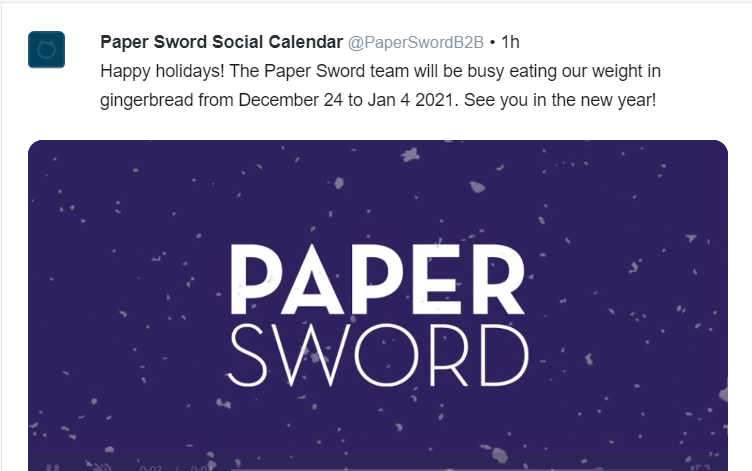 Paper Sword Social Calendar @PaperSwordB2B • 1h
Happy holidays! The Paper Sword team will be busy eating our weight in
gingerbread from December 24 to Jan 4 2021. See you in the new year!
PAPER
SWORD